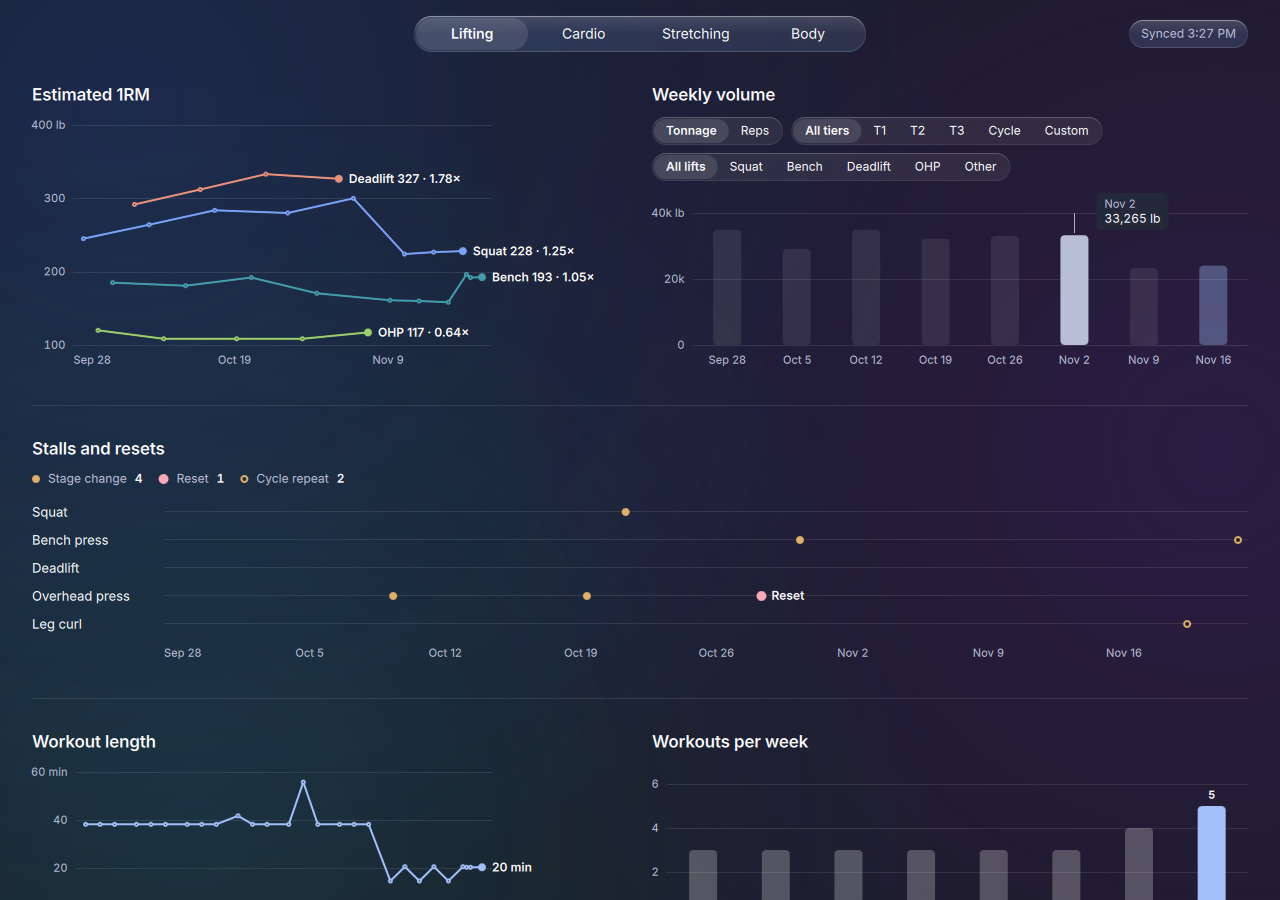 Lifting Cardio Stretching Body
Synced 3:27 PM
Estimated 1RM
400 lb
300
200
100
Deadlift 327 · 1.78×
Squat 228 · 1.25×
Bench 193 · 1.05×
OHP 117 · 0.64×
Sep 28 Oct 19 Nov 9
Weekly volume
Tonnage Reps All tiers T1 T2 T3 Cycle Custom
All lifts Squat Bench Deadlift OHP Other
Nov 2
33,265 lb
40k lb
20k
0
Sep 28 Oct 5 Oct 12 Oct 19 Oct 26 Nov 2 Nov 9 Nov 16
Stalls and resets
Stage change 4 Reset 1 Cycle repeat 2
Squat
Bench press
Deadlift
Overhead press
Reset
Leg curl
Sep 28 Oct 5 Oct 12 Oct 19 Oct 26 Nov 2 Nov 9 Nov 16
Workout length
60 min
40
20
20 min
Workouts per week
6
5
4
2